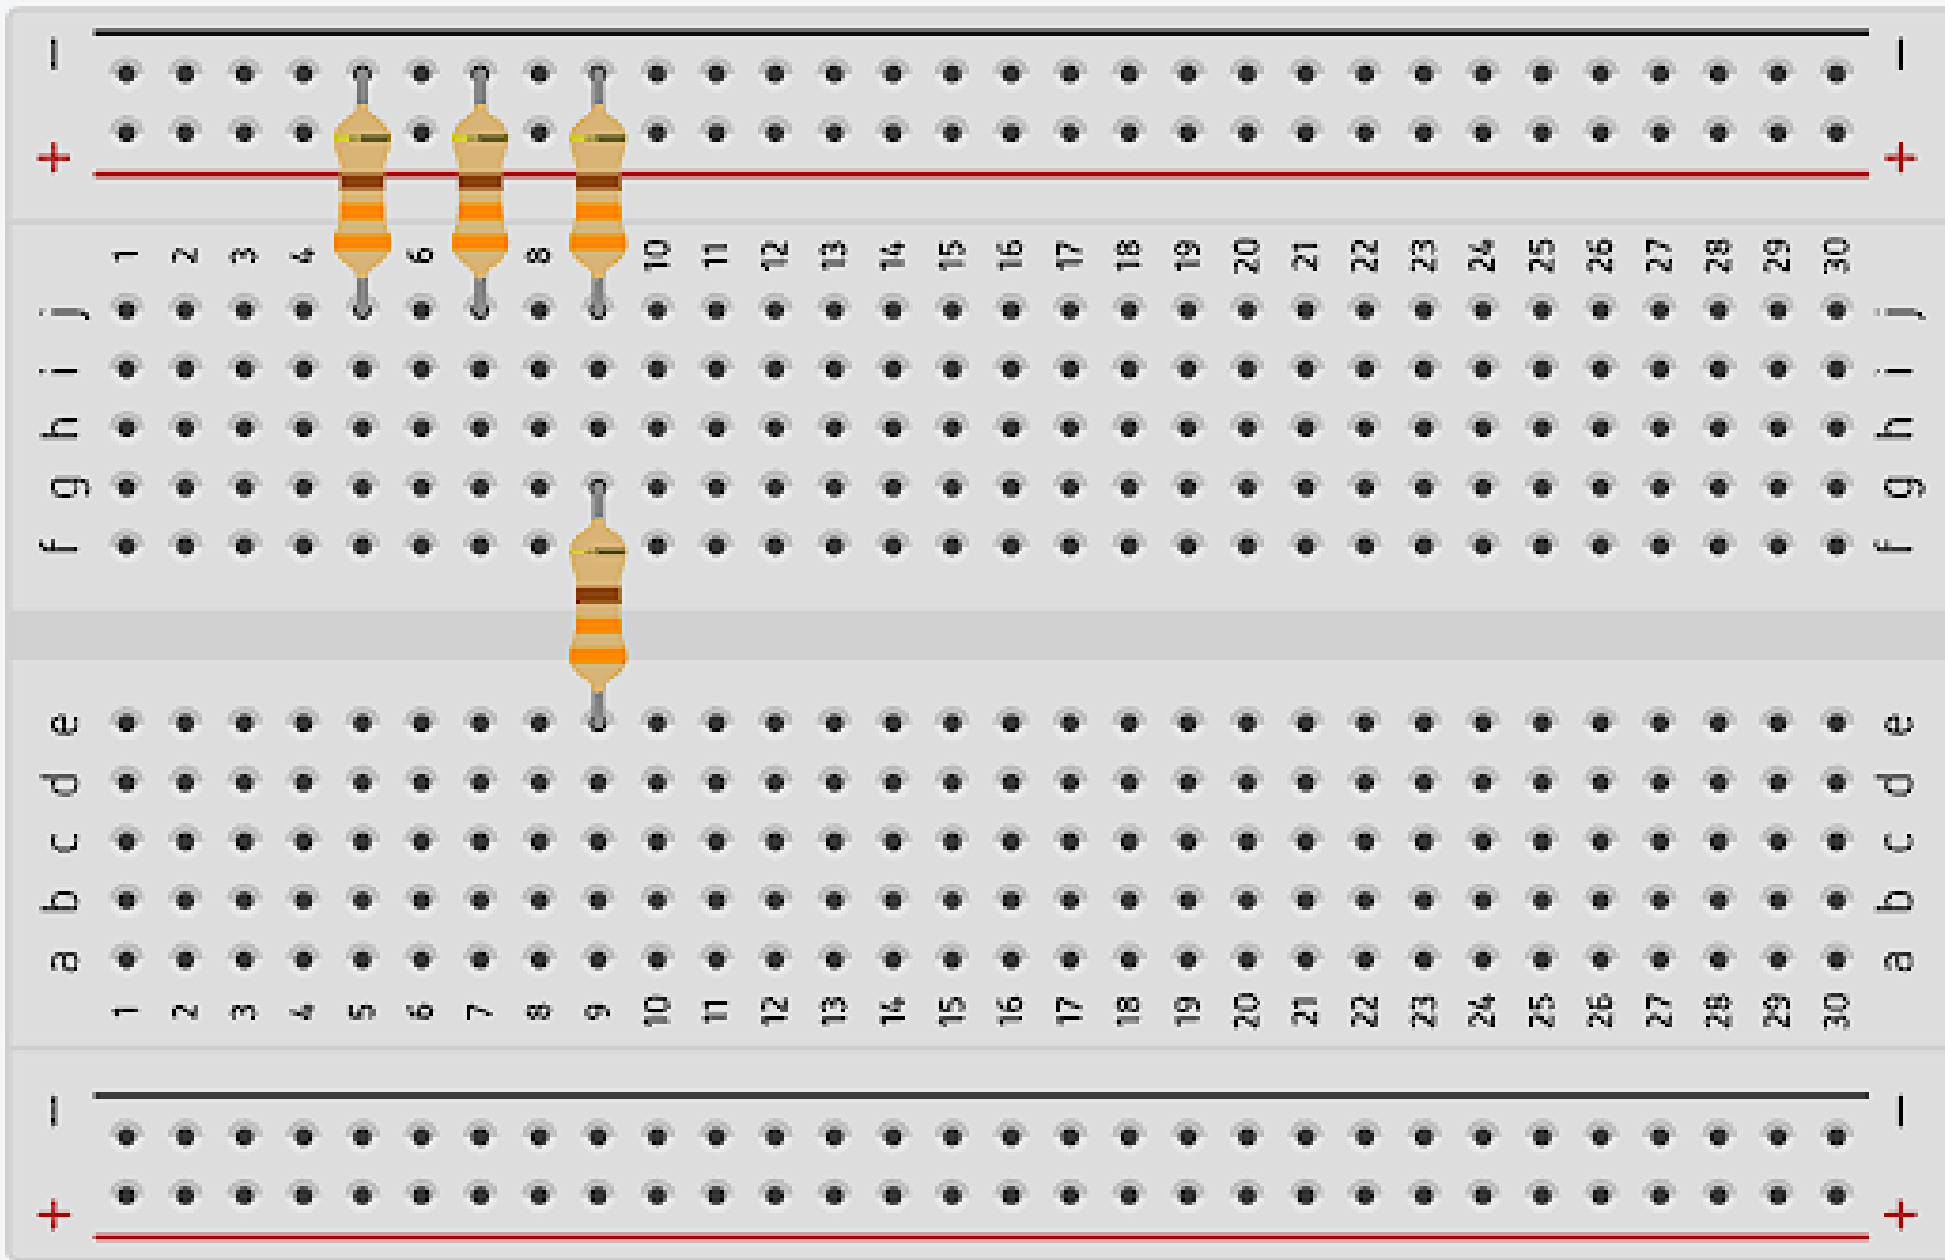 − −
+ +
1 2 3 4 6 8 10 11 12 13 14 15 16 17 18 19 20 21 22 23 24 25 26 27 28 29 30
j j
i i
h h
g g
f f
e e
d d
c c
b b
a a
1 2 3 4 5 6 7 8 9 10 11 12 13 14 15 16 17 18 19 20 21 22 23 24 25 26 27 28 29 30
− −
+ +